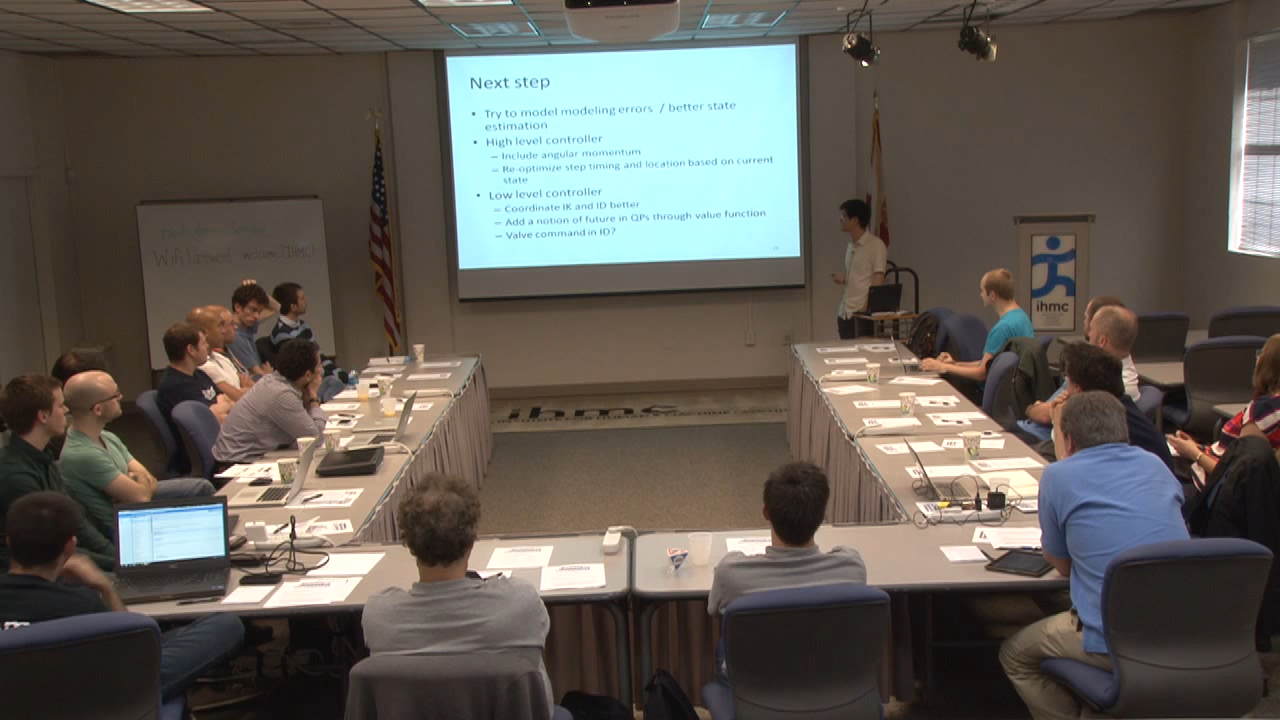 Next step
• Try to model modeling errors / better state
estimation
• High level controller
– Include angular momentum
– Re-optimize step timing and location based on current
state
• Low level controller
– Coordinate IK and ID better
– Add a notion of future in QPs through value function
– Valve command in ID?
ihmc
ihmc